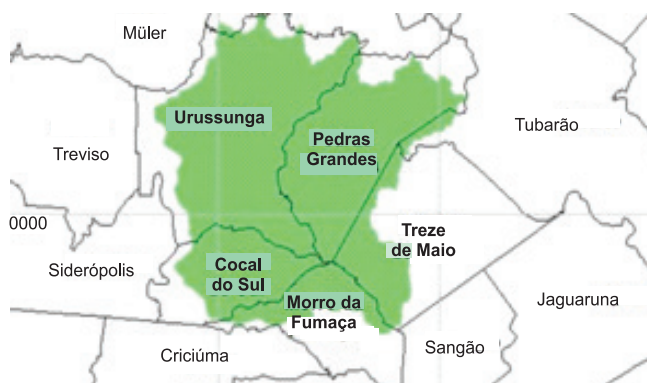 Müler
Urussunga
Pedras
Grandes
Tubarão
Treviso
0000
Treze
de Maio
Cocal
do Sul
Siderópolis
Morro da
Fumaça
Jaguaruna
Criciúma
Sangão